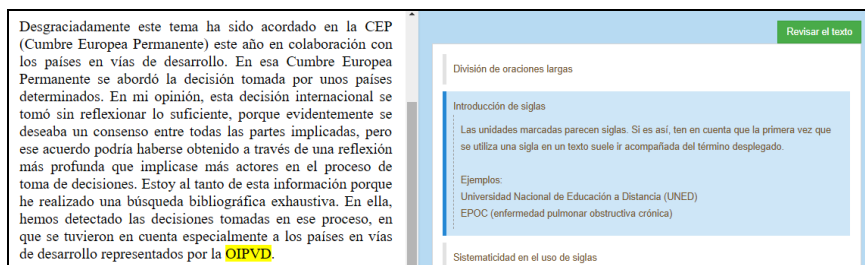 Desgraciadamente este tema ha sido acordado en la CEP
(Cumbre Europea Permanente) este año en colaboración con
los países en vías de desarrollo. En esa Cumbre Europea
Permanente se abordó la decisión tomada por unos países
determinados. En mi opinión, esta decisión internacional se
tomó sin reflexionar lo suficiente, porque evidentemente se
deseaba un consenso entre todas las partes implicadas, pero
ese acuerdo podría haberse obtenido a través de una reflexión
más profunda que implicase más actores en el proceso de
toma de decisiones. Estoy al tanto de esta información porque
he realizado una búsqueda bibliográfica exhaustiva. En ella,
hemos detectado las decisiones tomadas en ese proceso, en
que se tuvieron en cuenta especialmente a los países en vías
de desarrollo representados por la OIPVD.
Revisar el texto
División de oraciones largas
Introducción de siglas
Las unidades marcadas parecen siglas. Si es así, ten en cuenta que la primera vez que
se utiliza una sigla en un texto suele ir acompañada del término desplegado.
Ejemplos:
Universidad Nacional de Educación a Distancia (UNED)
EPOC (enfermedad pulmonar obstructiva crónica)
Sistematicidad en el uso de siglas